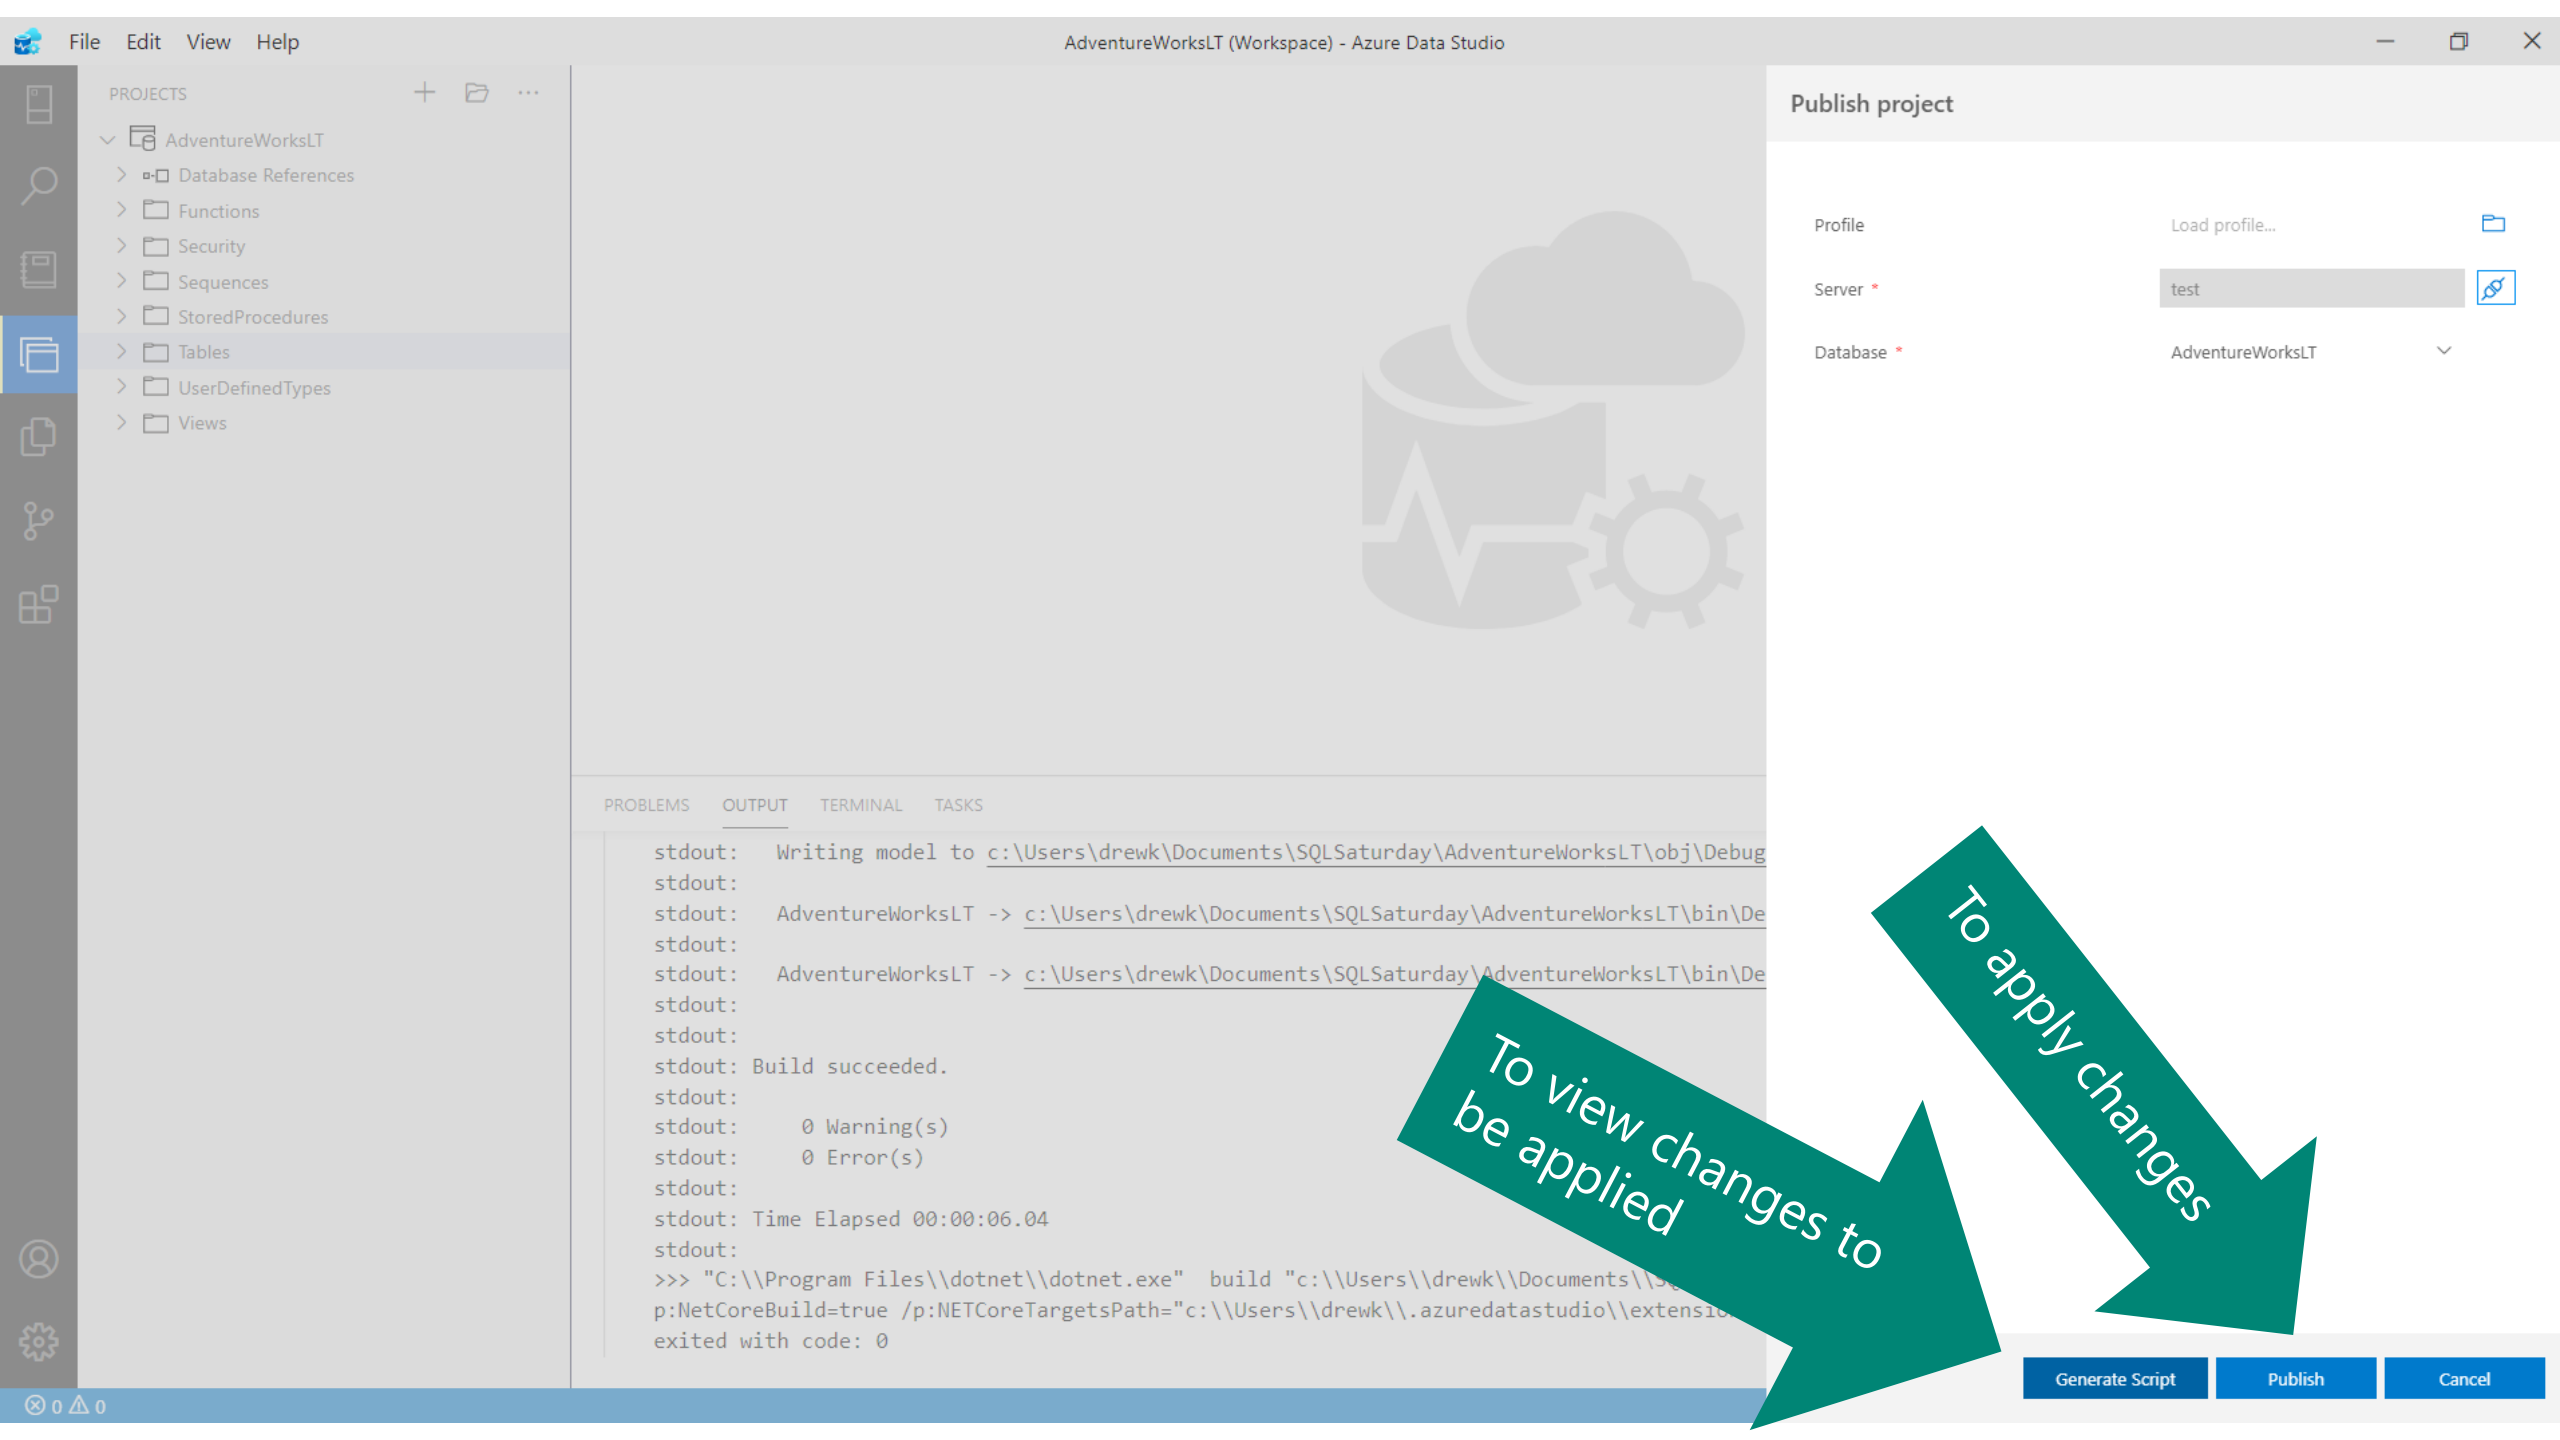 File Edit View Help
AdventureWorksLT (Workspace) - Azure Data Studio
PROJECTS
AdventureWorksLT
Database References
Functions
Security
Sequences
StoredProcedures
Tables
UserDefinedTypes
Views
PROBLEMS OUTPUT TERMINAL TASKS
stdout: Writing model to c:\Users\drewk\Documents\SQLSaturday\AdventureWorksLT\obj\Debug
stdout:
stdout: AdventureWorksLT -> c:\Users\drewk\Documents\SQLSaturday\AdventureWorksLT\bin\De
stdout:
stdout: AdventureWorksLT -> c:\Users\drewk\Documents\SQLSaturday\AdventureWorksLT\bin\De
stdout:
stdout:
stdout: Build succeeded.
stdout:
stdout: 0 Warning(s)
stdout: 0 Error(s)
stdout:
stdout: Time Elapsed 00:00:06.04
stdout:
>>> "C:\\Program Files\\dotnet\\dotnet.exe" build "c:\\Users\\drewk\\Documents\\
p:NetCoreBuild=true /p:NETCoreTargetsPath="c:\\Users\\drewk\\.azuredatastudio\\extensio
exited with code: 0
0 0
Publish project
Profile Load profile...
Server * test
Database * AdventureWorksLT
To apply changes
To view changes to
be applied
Generate Script Publish Cancel